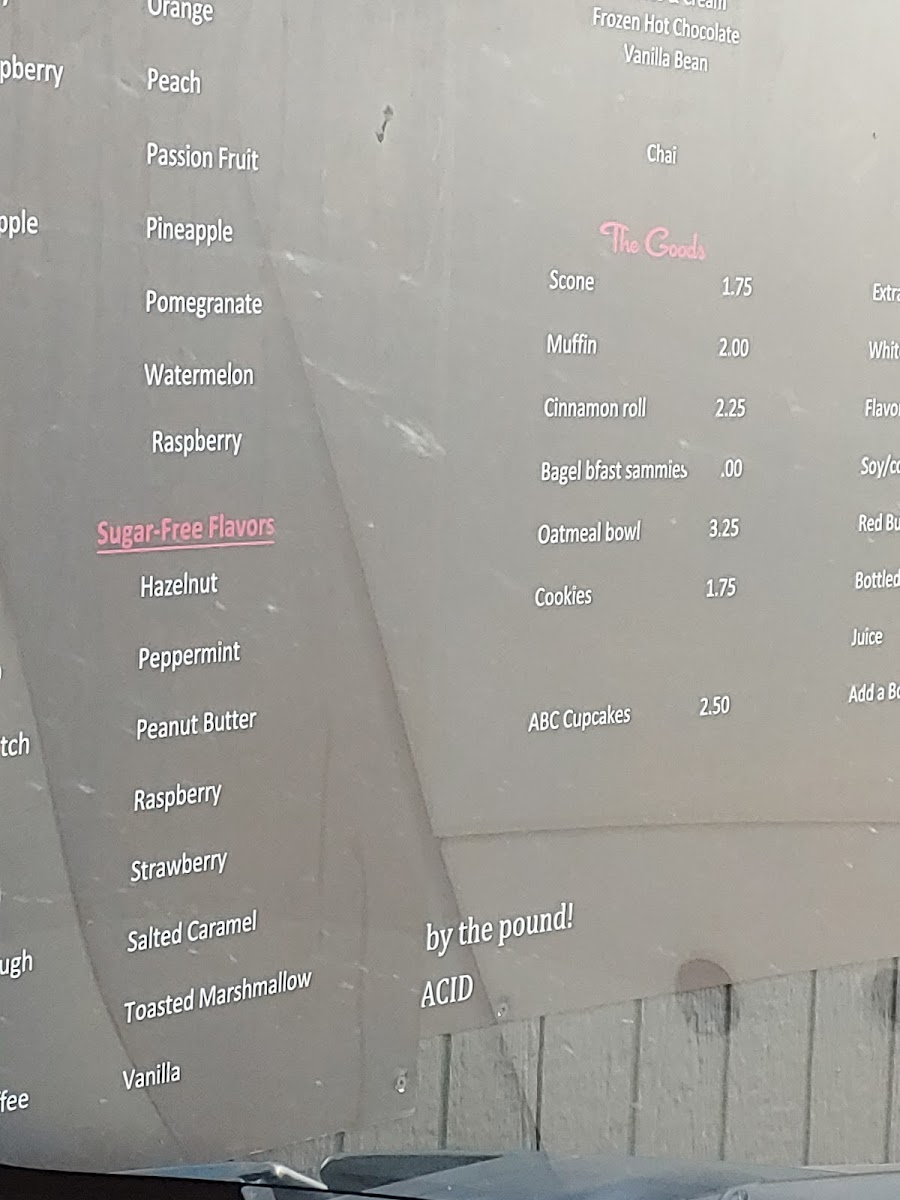 Orange
pberry
Peach
Passion Fruit
pple
Pineapple
Pomegranate
Watermelon
Raspberry
Sugar-Free Flavors
Hazelnut
Peppermint
Peanut Butter
tch
Raspberry
Strawberry
Salted Caramel
ugh
Toasted Marshmallow
Vanilla
ffee
Frozen Hot Chocolate
Vanilla Bean
Chai
The Goods
Scone 1.75
Muffin 2.00
Cinnamon roll 2.25
Bagel bfast sammies .00
Oatmeal bowl 3.25
Cookies 1.75
ABC Cupcakes 2.50
by the pound!
ACID
Extra
Whit
Flavo
Soy/co
Red Bu
Bottled
Juice
Add a Bo